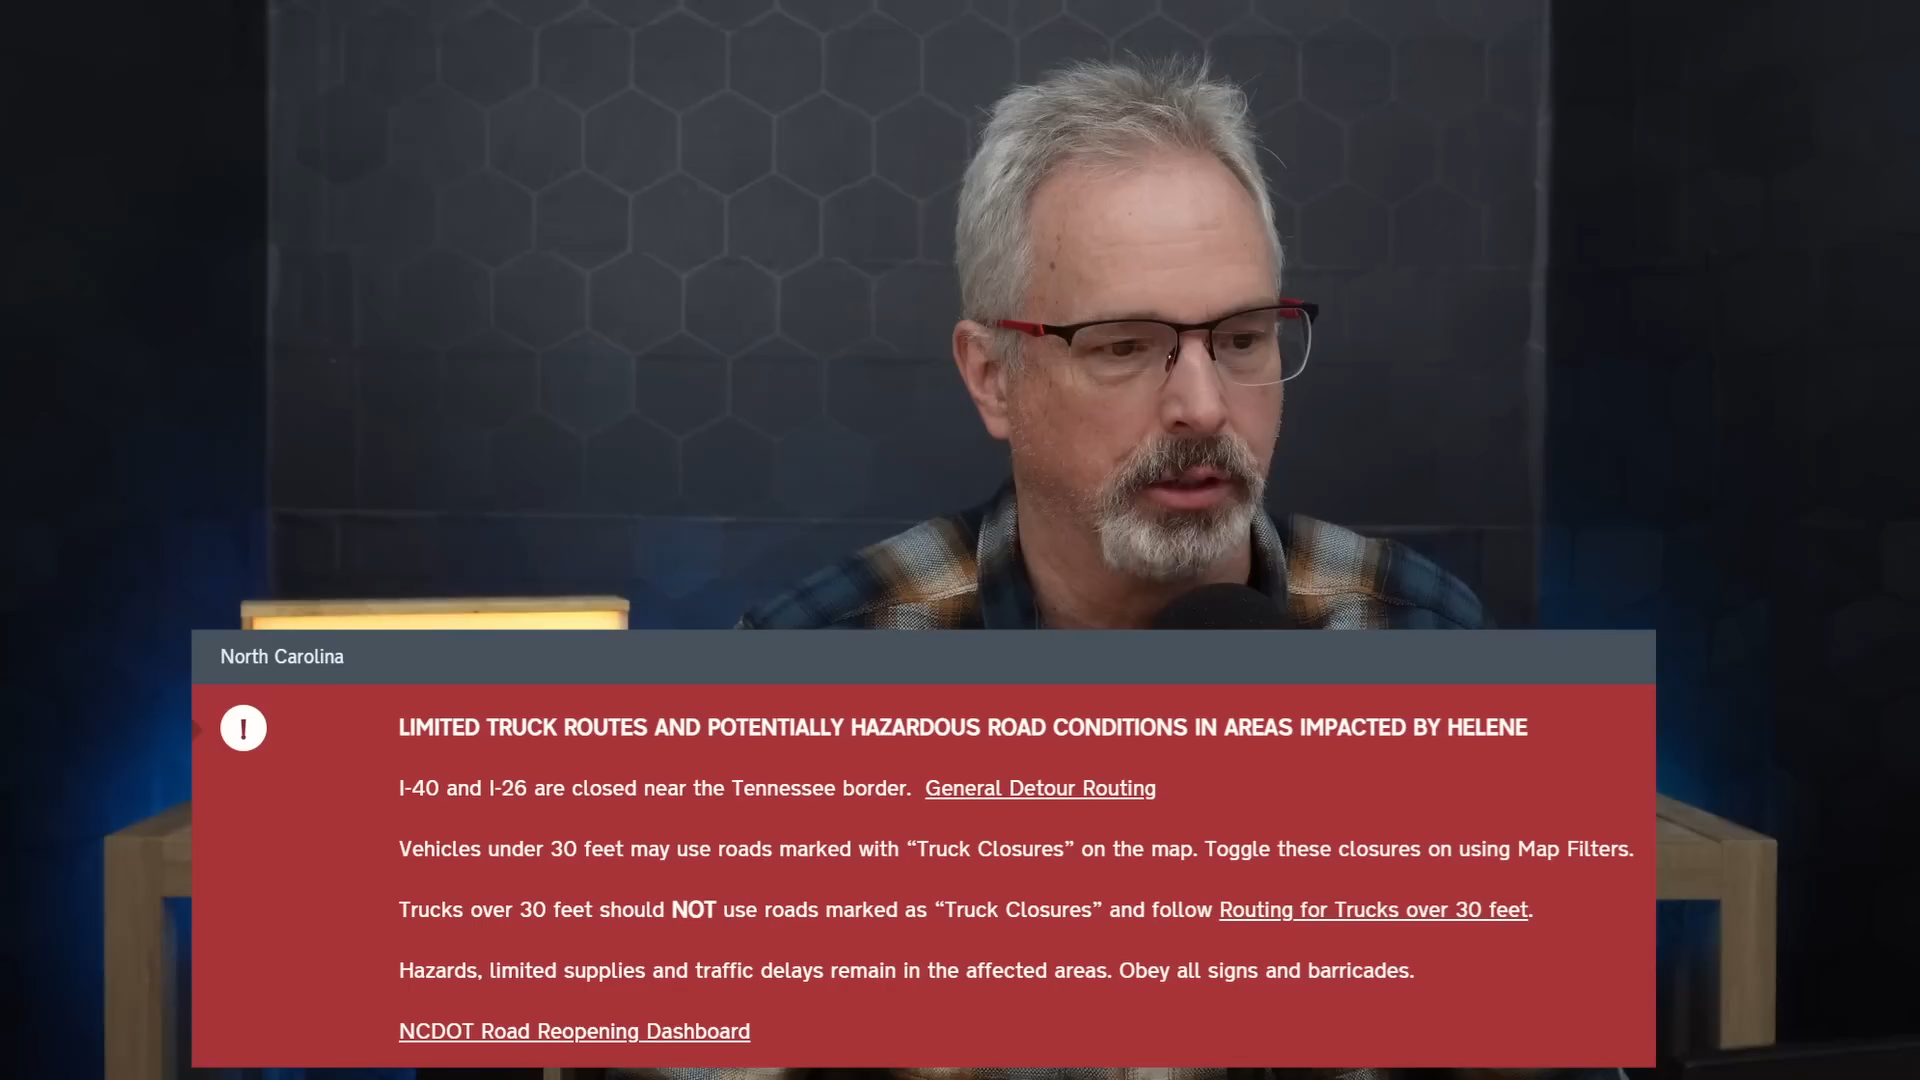 North Carolina
!
LIMITED TRUCK ROUTES AND POTENTIALLY HAZARDOUS ROAD CONDITIONS IN AREAS IMPACTED BY HELENE
I-40 and I-26 are closed near the Tennessee border. General Detour Routing
Vehicles under 30 feet may use roads marked with “Truck Closures” on the map. Toggle these closures on using Map Filters.
Trucks over 30 feet should NOT use roads marked as “Truck Closures” and follow Routing for Trucks over 30 feet.
Hazards, limited supplies and traffic delays remain in the affected areas. Obey all signs and barricades.
NCDOT Road Reopening Dashboard